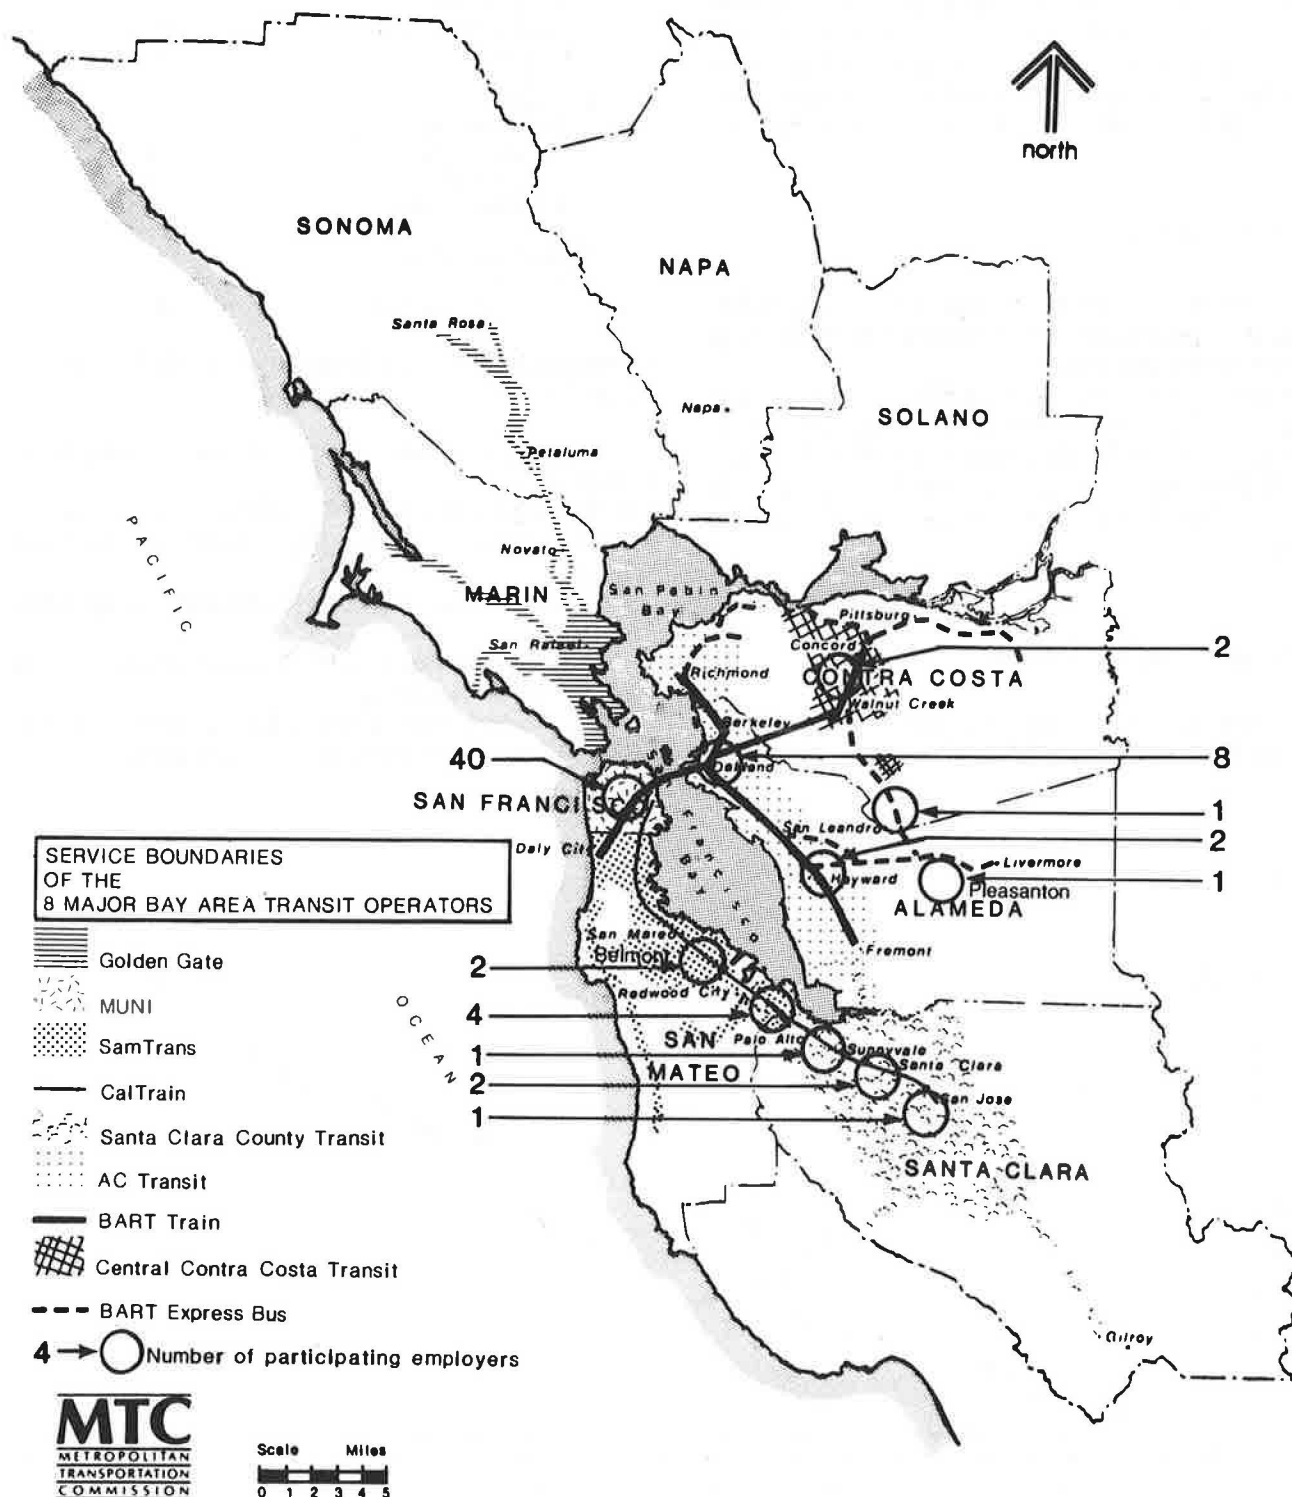 north
SONOMA
NAPA
Santa Rosa
Napa
SOLANO
Petaluma
PACIFIC
Novato
San Pablo
Bay
MARIN
Pittsburg
San Rafael
Concord
2
Richmond
CONTRA COSTA
Walnut Creek
Berkeley
40
Oakland
8
SAN FRANCI
1
San Leandro
2
Daly City
Livermore
Hayward
1
Pleasanton
ALAMEDA
Francisco
Bay
San Mateo
Belmont
Fremont
2
Redwood City
OCEAN
4
SAN
MATEO
Palo Alto
1
Sunnyvale
Santa Clara
2
San Jose
1
SANTA CLARA
Gilroy
SERVICE BOUNDARIES
OF THE
8 MAJOR BAY AREA TRANSIT OPERATORS
Golden Gate
MUNI
SamTrans
CalTrain
Santa Clara County Transit
AC Transit
BART Train
Central Contra Costa Transit
BART Express Bus
4 Number of participating employers
MTC
METROPOLITAN
TRANSPORTATION
COMMISSION
Scale Miles
0 1 2 3 4 5